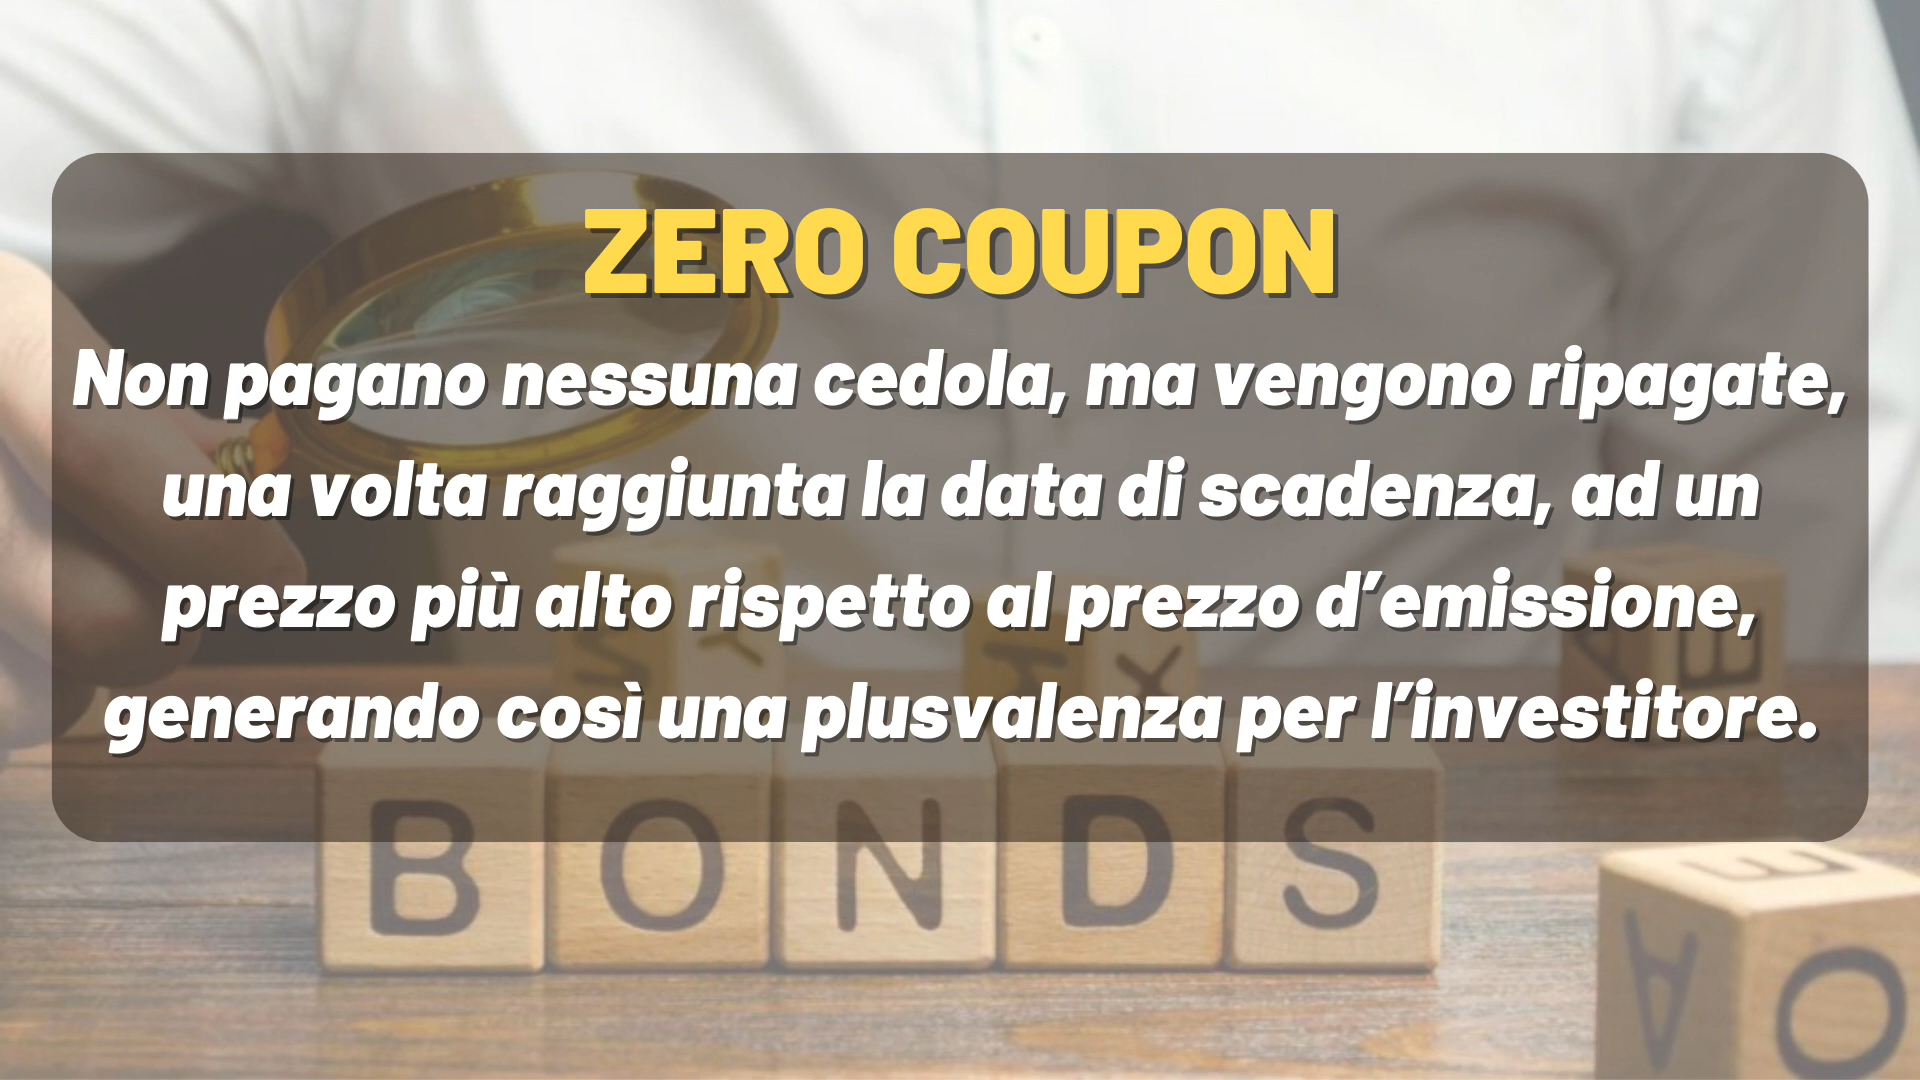 ZERO COUPON
Non pagano nessuna cedola, ma vengono ripagate,
una volta raggiunta la data di scadenza, ad un
prezzo più alto rispetto al prezzo d’emissione,
generando così una plusvalenza per l’investitore.
BONDS